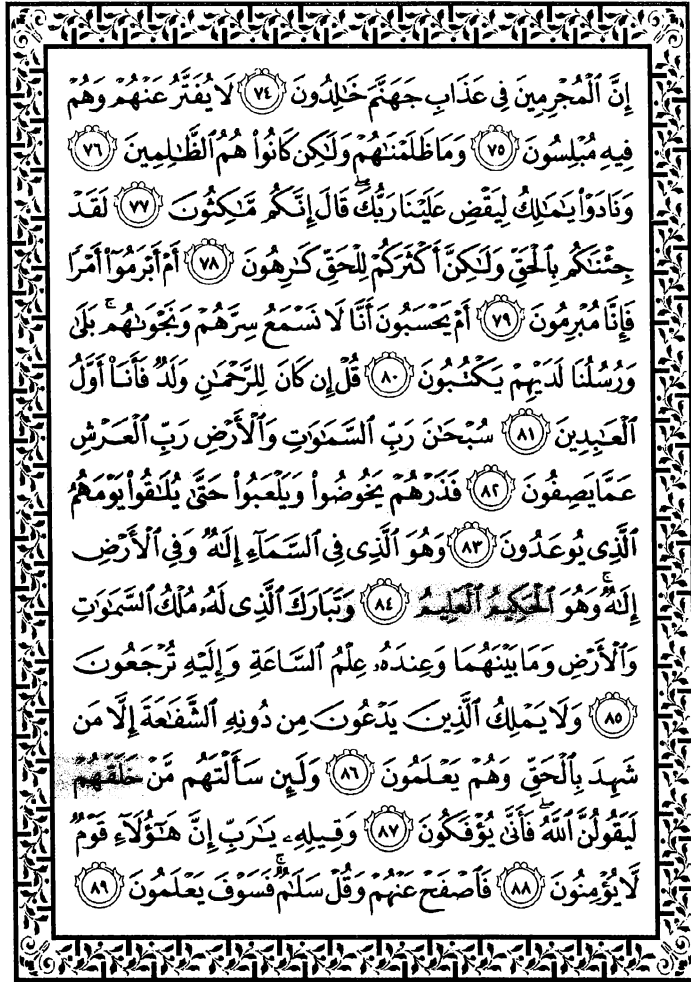 إِنَّ ٱلْمُجْرِمِينَ فِى عَذَابِ جَهَنَّمَ خَٰلِدُونَ ٧٤ لَا يُفَتَّرُ عَنْهُمْ وَهُمْ
فِيهِ مُبْلِسُونَ ٧٥ وَمَا ظَلَمْنَٰهُمْ وَلَٰكِن كَانُوا۟ هُمُ ٱلظَّٰلِمِينَ ٧٦
وَنَادَوْا۟ يَٰمَٰلِكُ لِيَقْضِ عَلَيْنَا رَبُّكَۖ قَالَ إِنَّكُم مَّٰكِثُونَ ٧٧ لَقَدْ
جِئْنَٰكُم بِٱلْحَقِّ وَلَٰكِنَّ أَكْثَرَكُمْ لِلْحَقِّ كَٰرِهُونَ ٧٨ أَمْ أَبْرَمُوٓا۟ أَمْرًا
فَإِنَّا مُبْرِمُونَ ٧٩ أَمْ يَحْسَبُونَ أَنَّا لَا نَسْمَعُ سِرَّهُمْ وَنَجْوَىٰهُمۚ بَلَىٰ
وَرُسُلُنَا لَدَيْهِمْ يَكْتُبُونَ ٨٠ قُلْ إِن كَانَ لِلرَّحْمَٰنِ وَلَدٌ فَأَنَا۠ أَوَّلُ
ٱلْعَٰبِدِينَ ٨١ سُبْحَٰنَ رَبِّ ٱلسَّمَٰوَٰتِ وَٱلْأَرْضِ رَبِّ ٱلْعَرْشِ
عَمَّا يَصِفُونَ ٨٢ فَذَرْهُمْ يَخُوضُوا۟ وَيَلْعَبُوا۟ حَتَّىٰ يُلَٰقُوا۟ يَوْمَهُمُ
ٱلَّذِى يُوعَدُونَ ٨٣ وَهُوَ ٱلَّذِى فِى ٱلسَّمَآءِ إِلَٰهٌ وَفِى ٱلْأَرْضِ
إِلَٰهٌۚ وَهُوَ ٱلْحَكِيمُ ٱلْعَلِيمُ ٨٤ وَتَبَارَكَ ٱلَّذِى لَهُۥ مُلْكُ ٱلسَّمَٰوَٰتِ
وَٱلْأَرْضِ وَمَا بَيْنَهُمَا وَعِندَهُۥ عِلْمُ ٱلسَّاعَةِ وَإِلَيْهِ تُرْجَعُونَ
٨٥ وَلَا يَمْلِكُ ٱلَّذِينَ يَدْعُونَ مِن دُونِهِ ٱلشَّفَٰعَةَ إِلَّا مَن
شَهِدَ بِٱلْحَقِّ وَهُمْ يَعْلَمُونَ ٨٦ وَلَئِن سَأَلْتَهُم مَّنْ خَلَقَهُمْ
لَيَقُولُنَّ ٱللَّهُۖ فَأَنَّىٰ يُؤْفَكُونَ ٨٧ وَقِيلِهِۦ يَٰرَبِّ إِنَّ هَٰٓؤُلَآءِ قَوْمٌ
لَّا يُؤْمِنُونَ ٨٨ فَٱصْفَحْ عَنْهُمْ وَقُلْ سَلَٰمٌۚ فَسَوْفَ يَعْلَمُونَ ٨٩